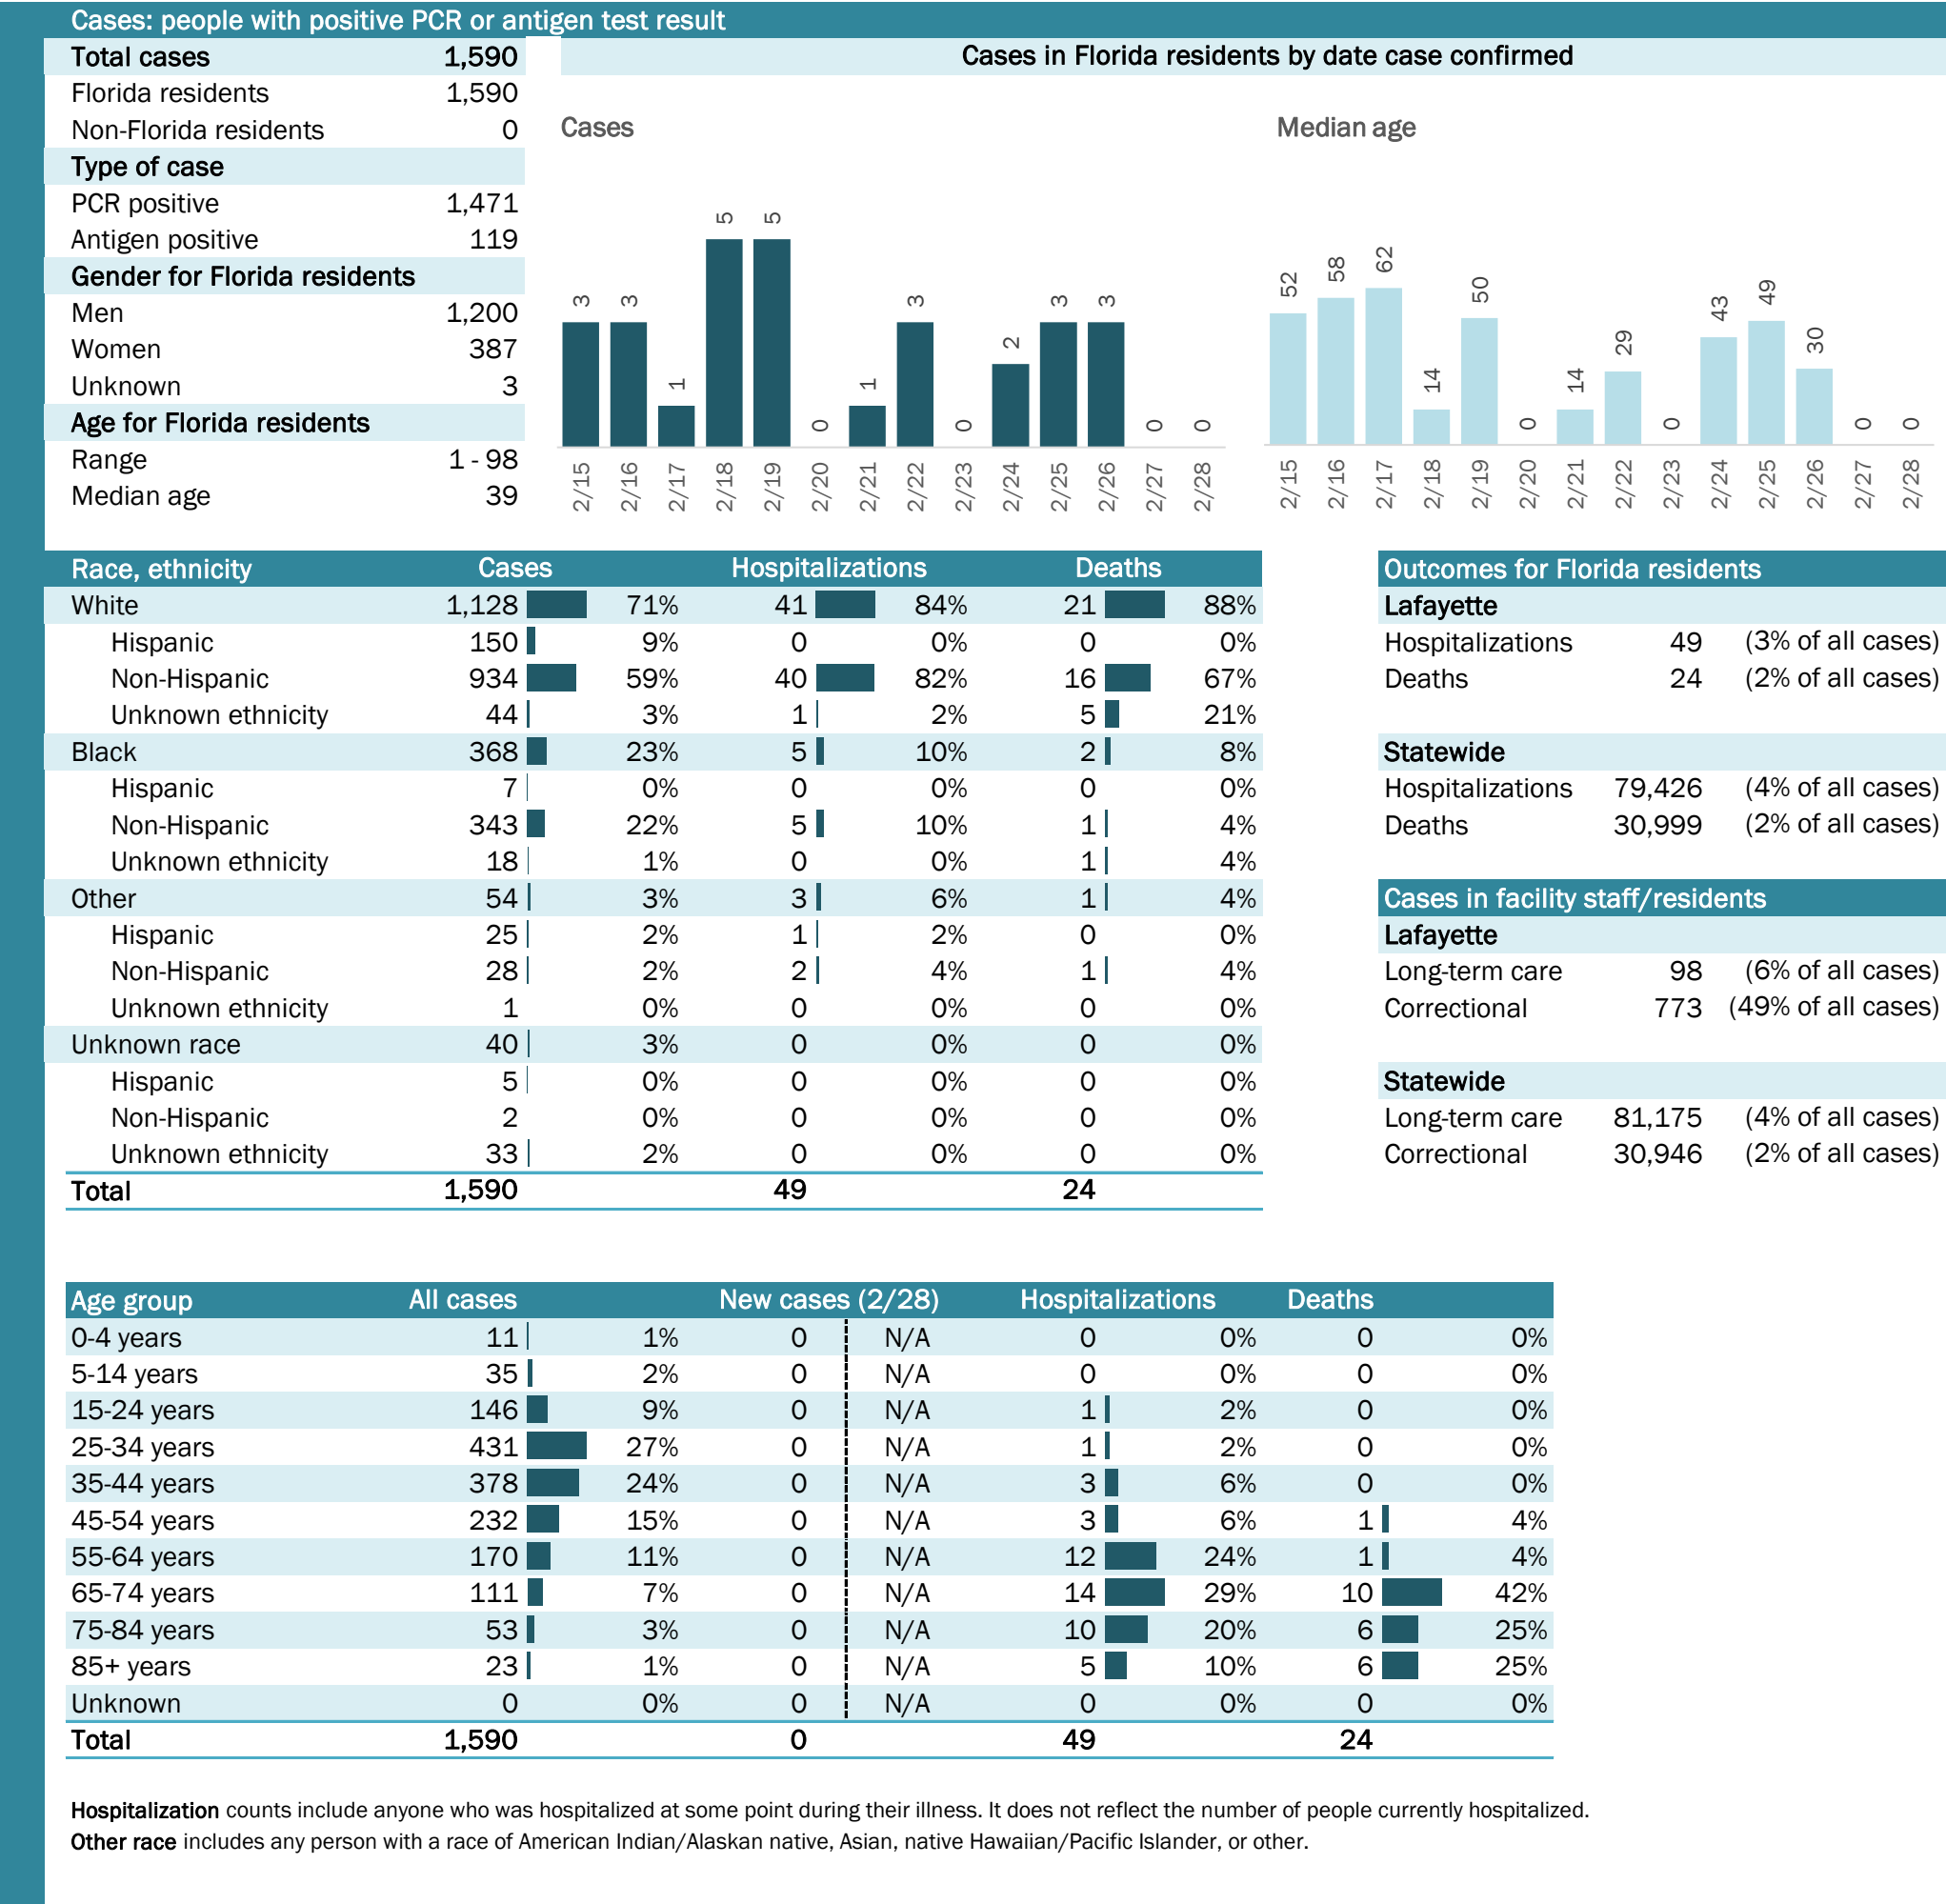 Cases: people with positive PCR or antigen test result
Total cases 1,590
Florida residents 1,590
Non-Florida residents 0
Type of case
PCR positive 1,471
Antigen positive 119
Gender for Florida residents
Men 1,200
Women 387
Unknown 3
Age for Florida residents
Range 1 - 98
Median age 39
Cases in Florida residents by date case confirmed
Cases
3 3 1 5 5 0 1 3 0 2 3 3 0 0
2/15 2/16 2/17 2/18 2/19 2/20 2/21 2/22 2/23 2/24 2/25 2/26 2/27 2/28
Median age
52 58 62 14 50 0 14 29 0 43 49 30 0 0
2/15 2/16 2/17 2/18 2/19 2/20 2/21 2/22 2/23 2/24 2/25 2/26 2/27 2/28
Race, ethnicity Cases Hospitalizations Deaths
White 1,128 71% 41 84% 21 88%
Hispanic 150 9% 0 0% 0 0%
Non-Hispanic 934 59% 40 82% 16 67%
Unknown ethnicity 44 3% 1 2% 5 21%
Black 368 23% 5 10% 2 8%
Hispanic 7 0% 0 0% 0 0%
Non-Hispanic 343 22% 5 10% 1 4%
Unknown ethnicity 18 1% 0 0% 1 4%
Other 54 3% 3 6% 1 4%
Hispanic 25 2% 1 2% 0 0%
Non-Hispanic 28 2% 2 4% 1 4%
Unknown ethnicity 1 0% 0 0% 0 0%
Unknown race 40 3% 0 0% 0 0%
Hispanic 5 0% 0 0% 0 0%
Non-Hispanic 2 0% 0 0% 0 0%
Unknown ethnicity 33 2% 0 0% 0 0%
Total 1,590 49 24
Outcomes for Florida residents
Lafayette
Hospitalizations 49 (3% of all cases)
Deaths 24 (2% of all cases)
Statewide
Hospitalizations 79,426 (4% of all cases)
Deaths 30,999 (2% of all cases)
Cases in facility staff/residents
Lafayette
Long-term care 98 (6% of all cases)
Correctional 773 (49% of all cases)
Statewide
Long-term care 81,175 (4% of all cases)
Correctional 30,946 (2% of all cases)
Age group All cases New cases (2/28) Hospitalizations Deaths
0-4 years 11 1% 0 N/A 0 0% 0 0%
5-14 years 35 2% 0 N/A 0 0% 0 0%
15-24 years 146 9% 0 N/A 1 2% 0 0%
25-34 years 431 27% 0 N/A 1 2% 0 0%
35-44 years 378 24% 0 N/A 3 6% 0 0%
45-54 years 232 15% 0 N/A 3 6% 1 4%
55-64 years 170 11% 0 N/A 12 24% 1 4%
65-74 years 111 7% 0 N/A 14 29% 10 42%
75-84 years 53 3% 0 N/A 10 20% 6 25%
85+ years 23 1% 0 N/A 5 10% 6 25%
Unknown 0 0% 0 N/A 0 0% 0 0%
Total 1,590 0 49 24
Hospitalization counts include anyone who was hospitalized at some point during their illness. It does not reflect the number of people currently hospitalized.
Other race includes any person with a race of American Indian/Alaskan native, Asian, native Hawaiian/Pacific Islander, or other.